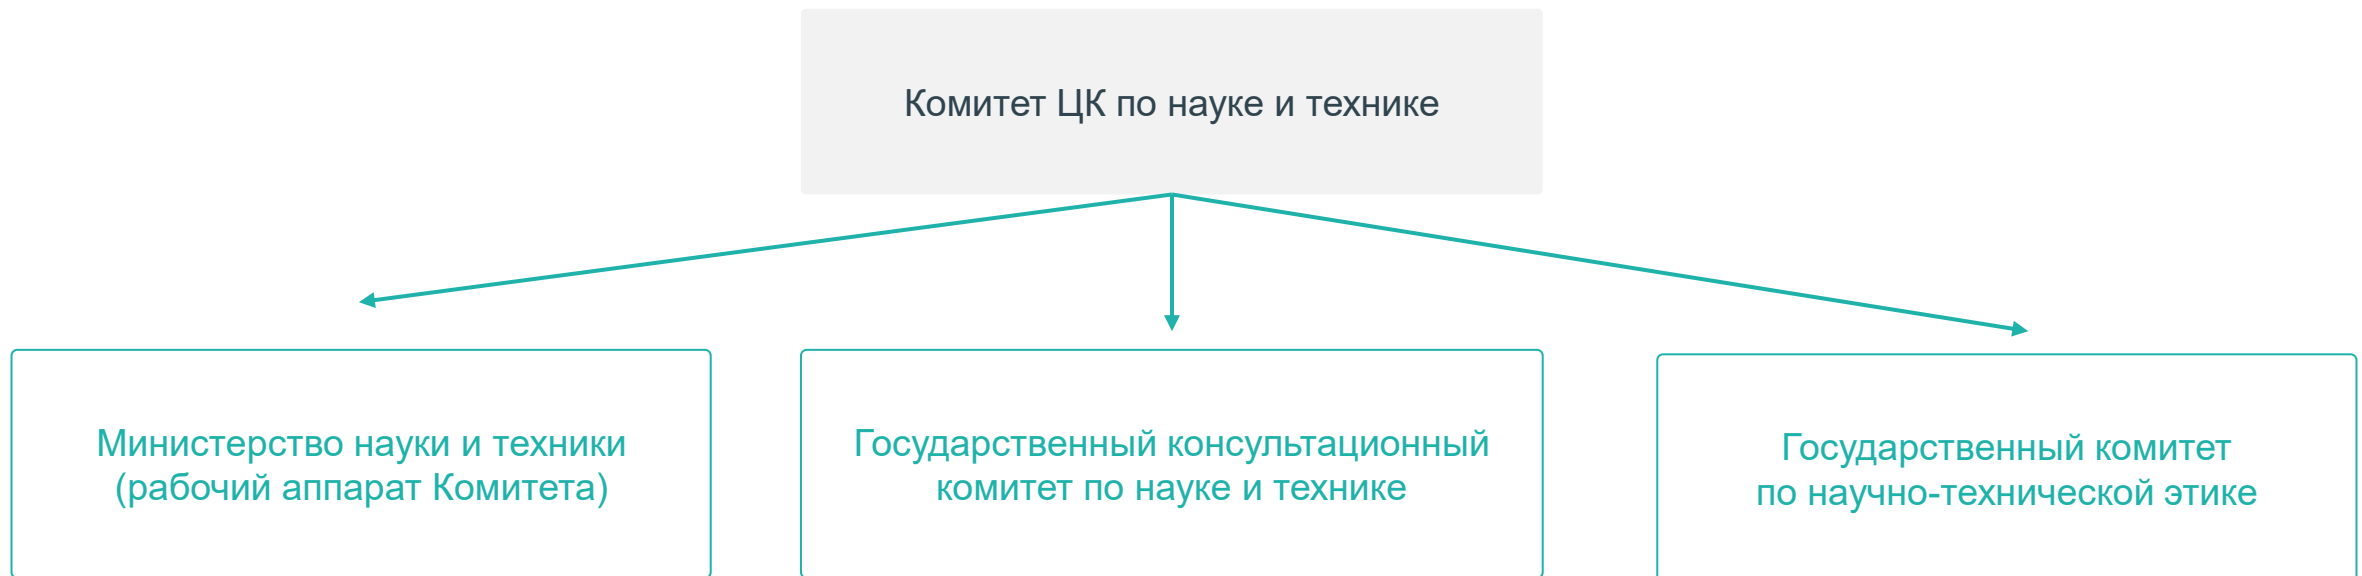 Комитет ЦК по науке и технике
Министерство науки и техники
(рабочий аппарат Комитета)
Государственный консультационный
комитет по науке и технике
Государственный комитет
по научно-технической этике